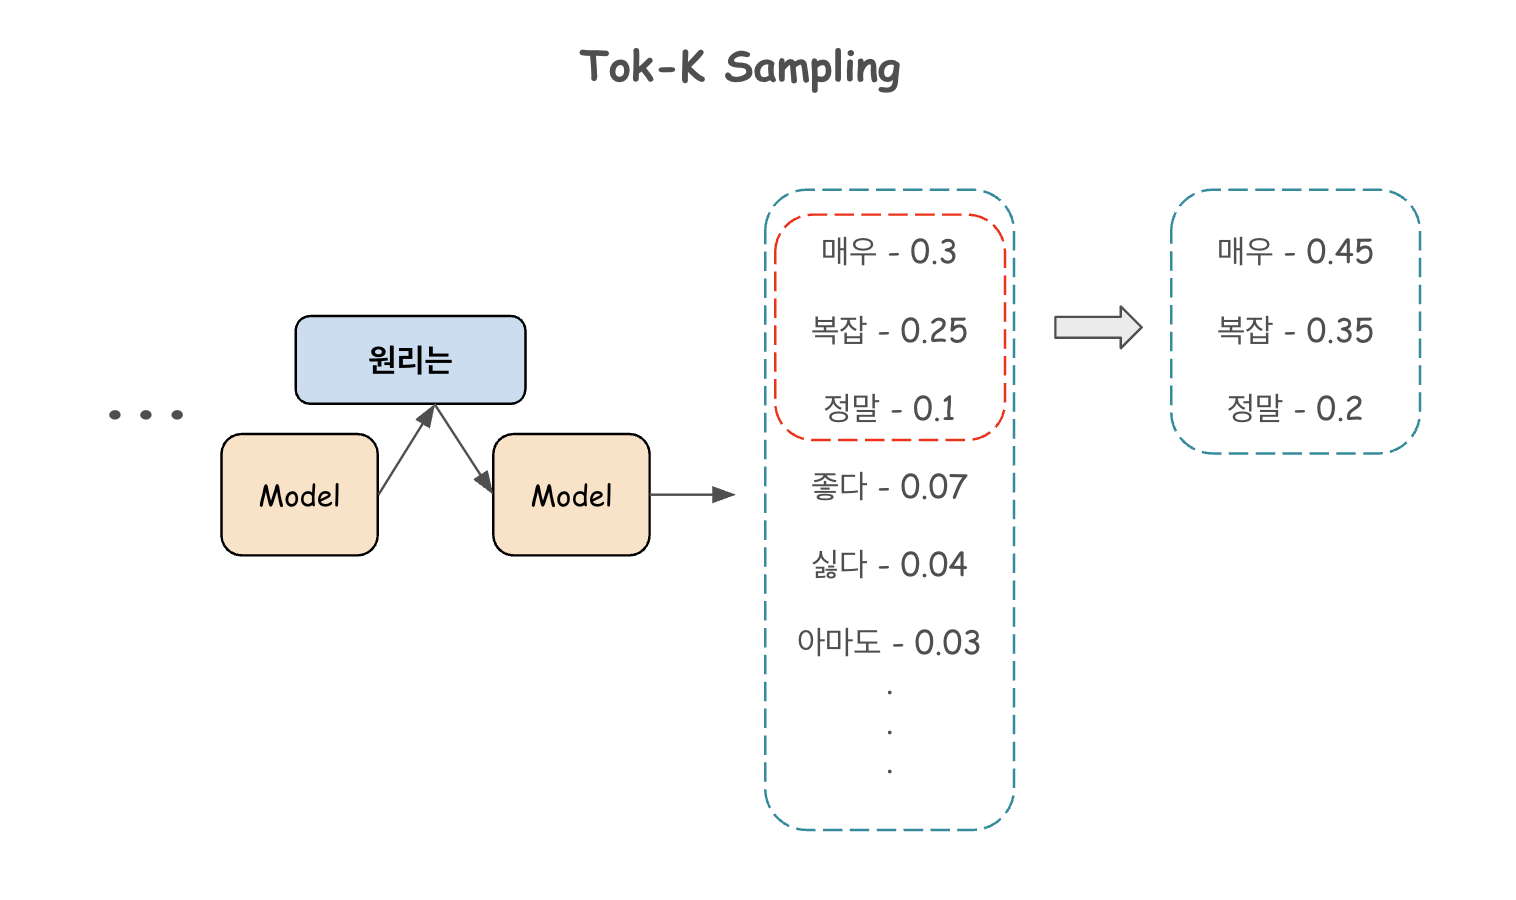 Tok-K Sampling
원리는
Model
Model
매우 - 0.3
복잡 - 0.25
정말 - 0.1
좋다 - 0.07
싫다 - 0.04
아마도 - 0.03
매우 - 0.45
복잡 - 0.35
정말 - 0.2